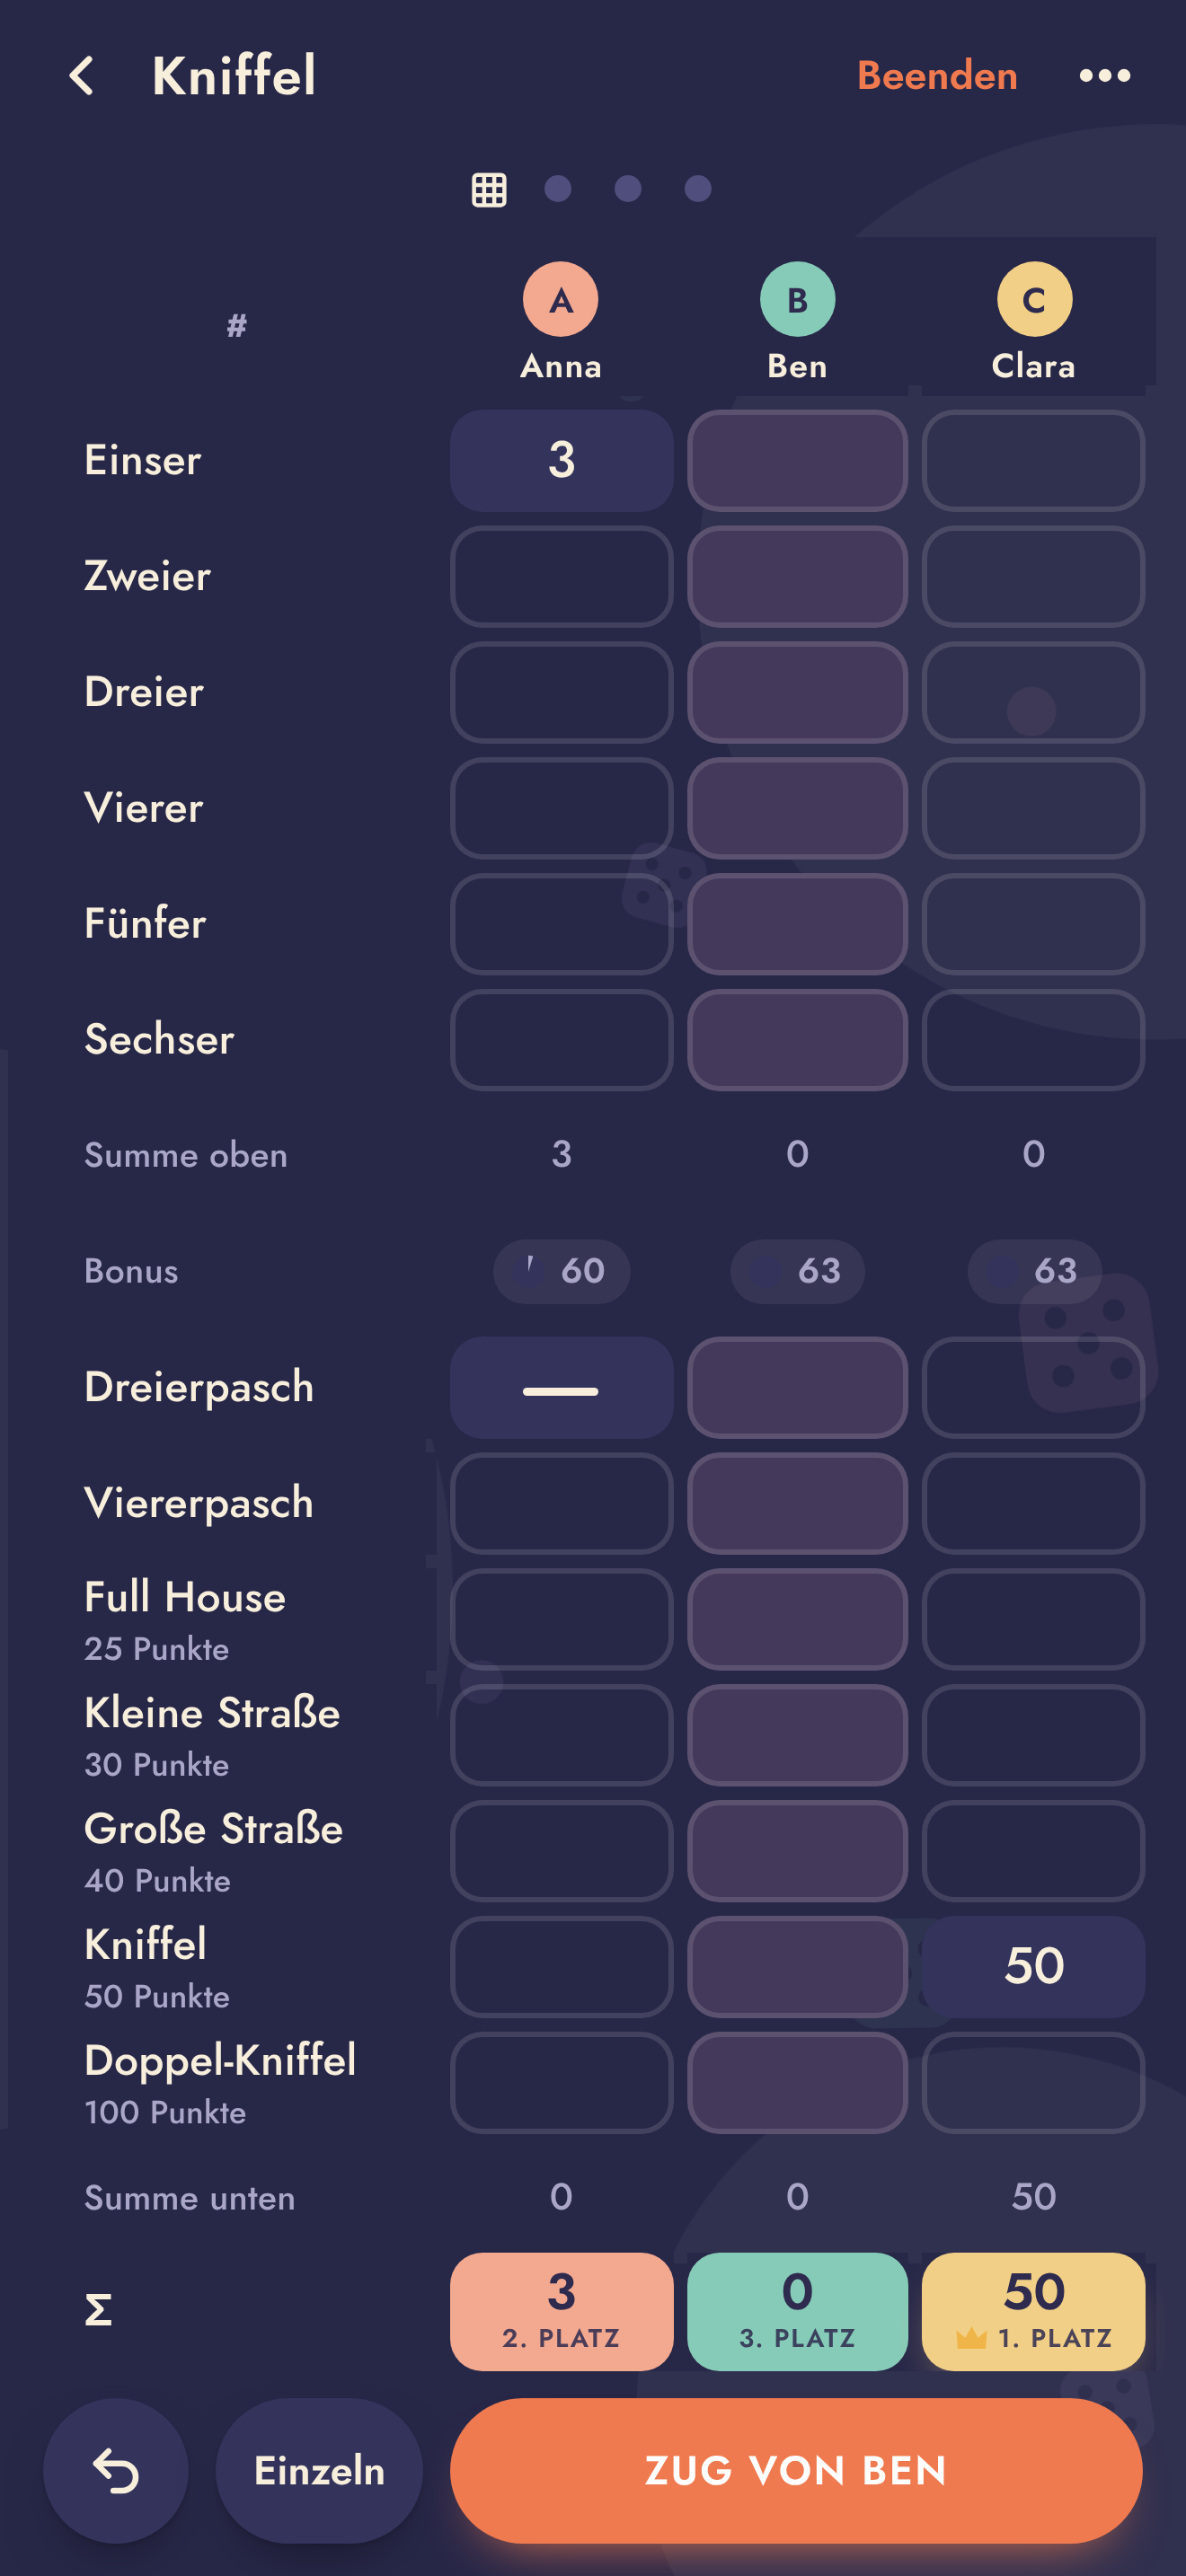 Kniffel Beenden
# A B C
Anna Ben Clara
Einser 3
Zweier
Dreier
Vierer
Fünfer
Sechser
Summe oben 3 0 0
Bonus 60 63 63
Dreierpasch —
Viererpasch
Full House
25 Punkte
Kleine Straße
30 Punkte
Große Straße
40 Punkte
Kniffel 50
50 Punkte
Doppel-Kniffel
100 Punkte
Summe unten 0 0 50
Σ 3 0 50
2. PLATZ 3. PLATZ 1. PLATZ
Einzeln ZUG VON BEN